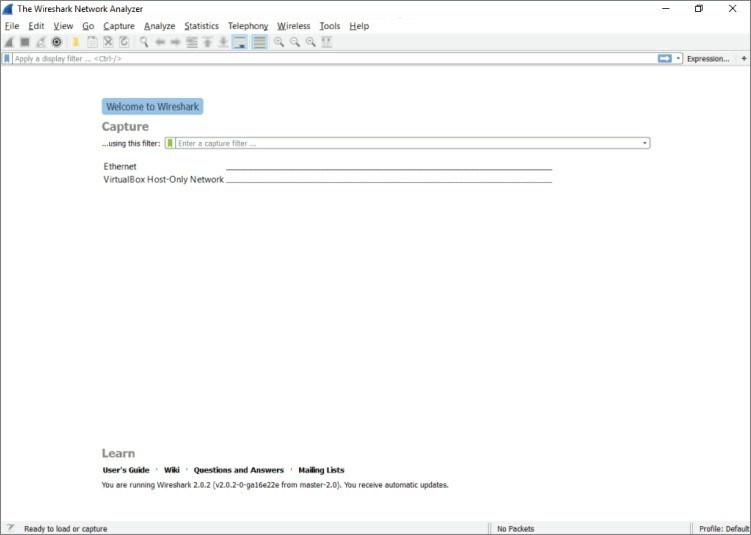 The Wireshark Network Analyzer
File Edit View Go Capture Analyze Statistics Telephony Wireless Tools Help
Apply a display filter ... <Ctrl-/> Expression... +
Welcome to Wireshark
Capture
...using this filter: Enter a capture filter ...
Ethernet
VirtualBox Host-Only Network
Learn
User's Guide · Wiki · Questions and Answers · Mailing Lists
You are running Wireshark 2.0.2 (v2.0.2-0-ga16e22e from master-2.0). You receive automatic updates.
Ready to load or capture No Packets Profile: Default